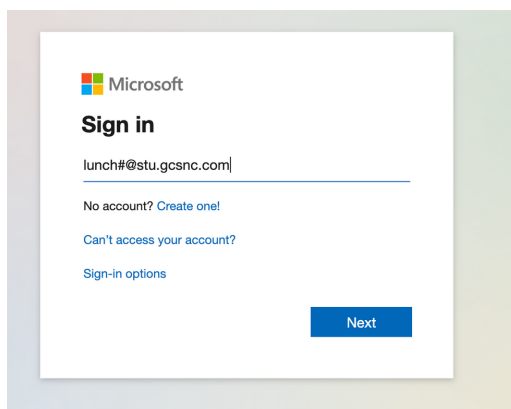 Microsoft
Sign in
lunch#@stu.gcsnc.com
No account? Create one!
Can't access your account?
Sign-in options
Next